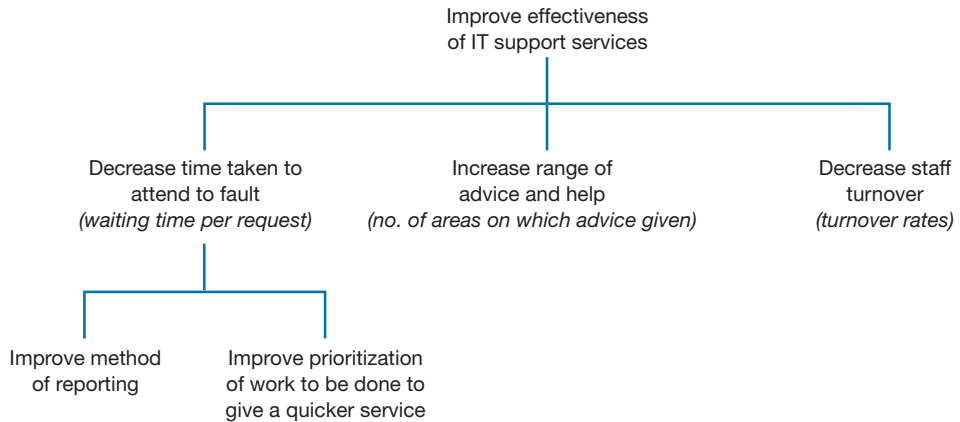 Improve effectiveness
of IT support services
Decrease time taken to
attend to fault
(waiting time per request)
Increase range of
advice and help
(no. of areas on which advice given)
Decrease staff
turnover
(turnover rates)
Improve method
of reporting
Improve prioritization
of work to be done to
give a quicker service